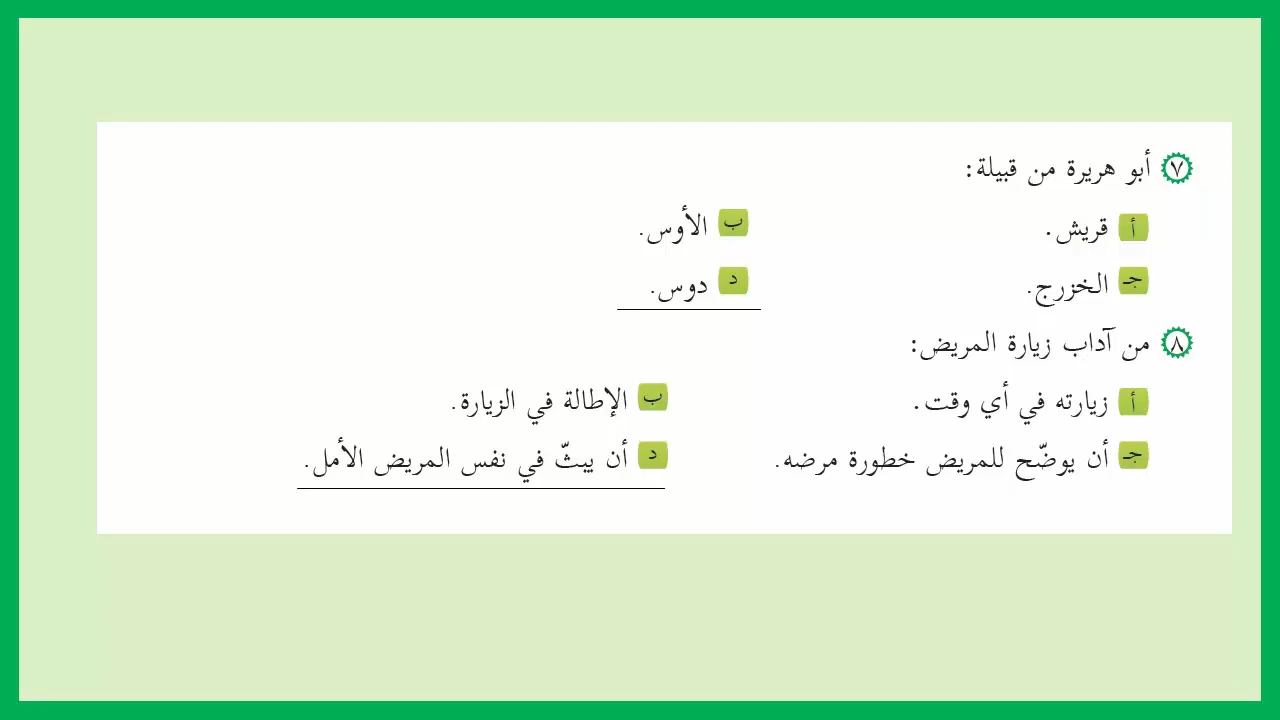 ٧ أبو هريرة من قبيلة:
أ قريش. ب الأوس.
جـ الخزرج. د دوس.
٨ من آداب زيارة المريض:
أ زيارته في أي وقت. ب الإطالة في الزيارة.
جـ أن يوضّح للمريض خطورة مرضه. د أن يبثّ في نفس المريض الأمل.